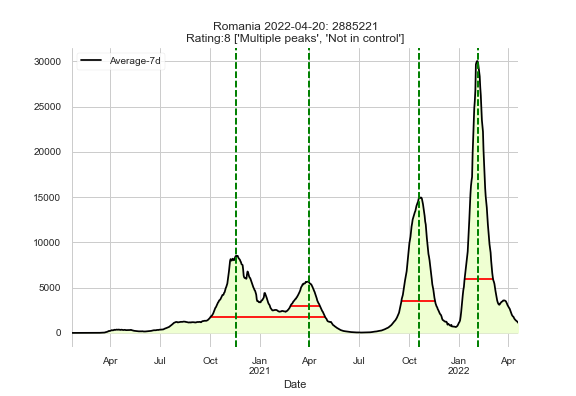 Romania 2022-04-20: 2885221
Rating:8 ['Multiple peaks', 'Not in control']
Average-7d
30000
25000
20000
15000
10000
5000
0
Apr Jul Oct Jan Apr Jul Oct Jan Apr
2021 2022
Date